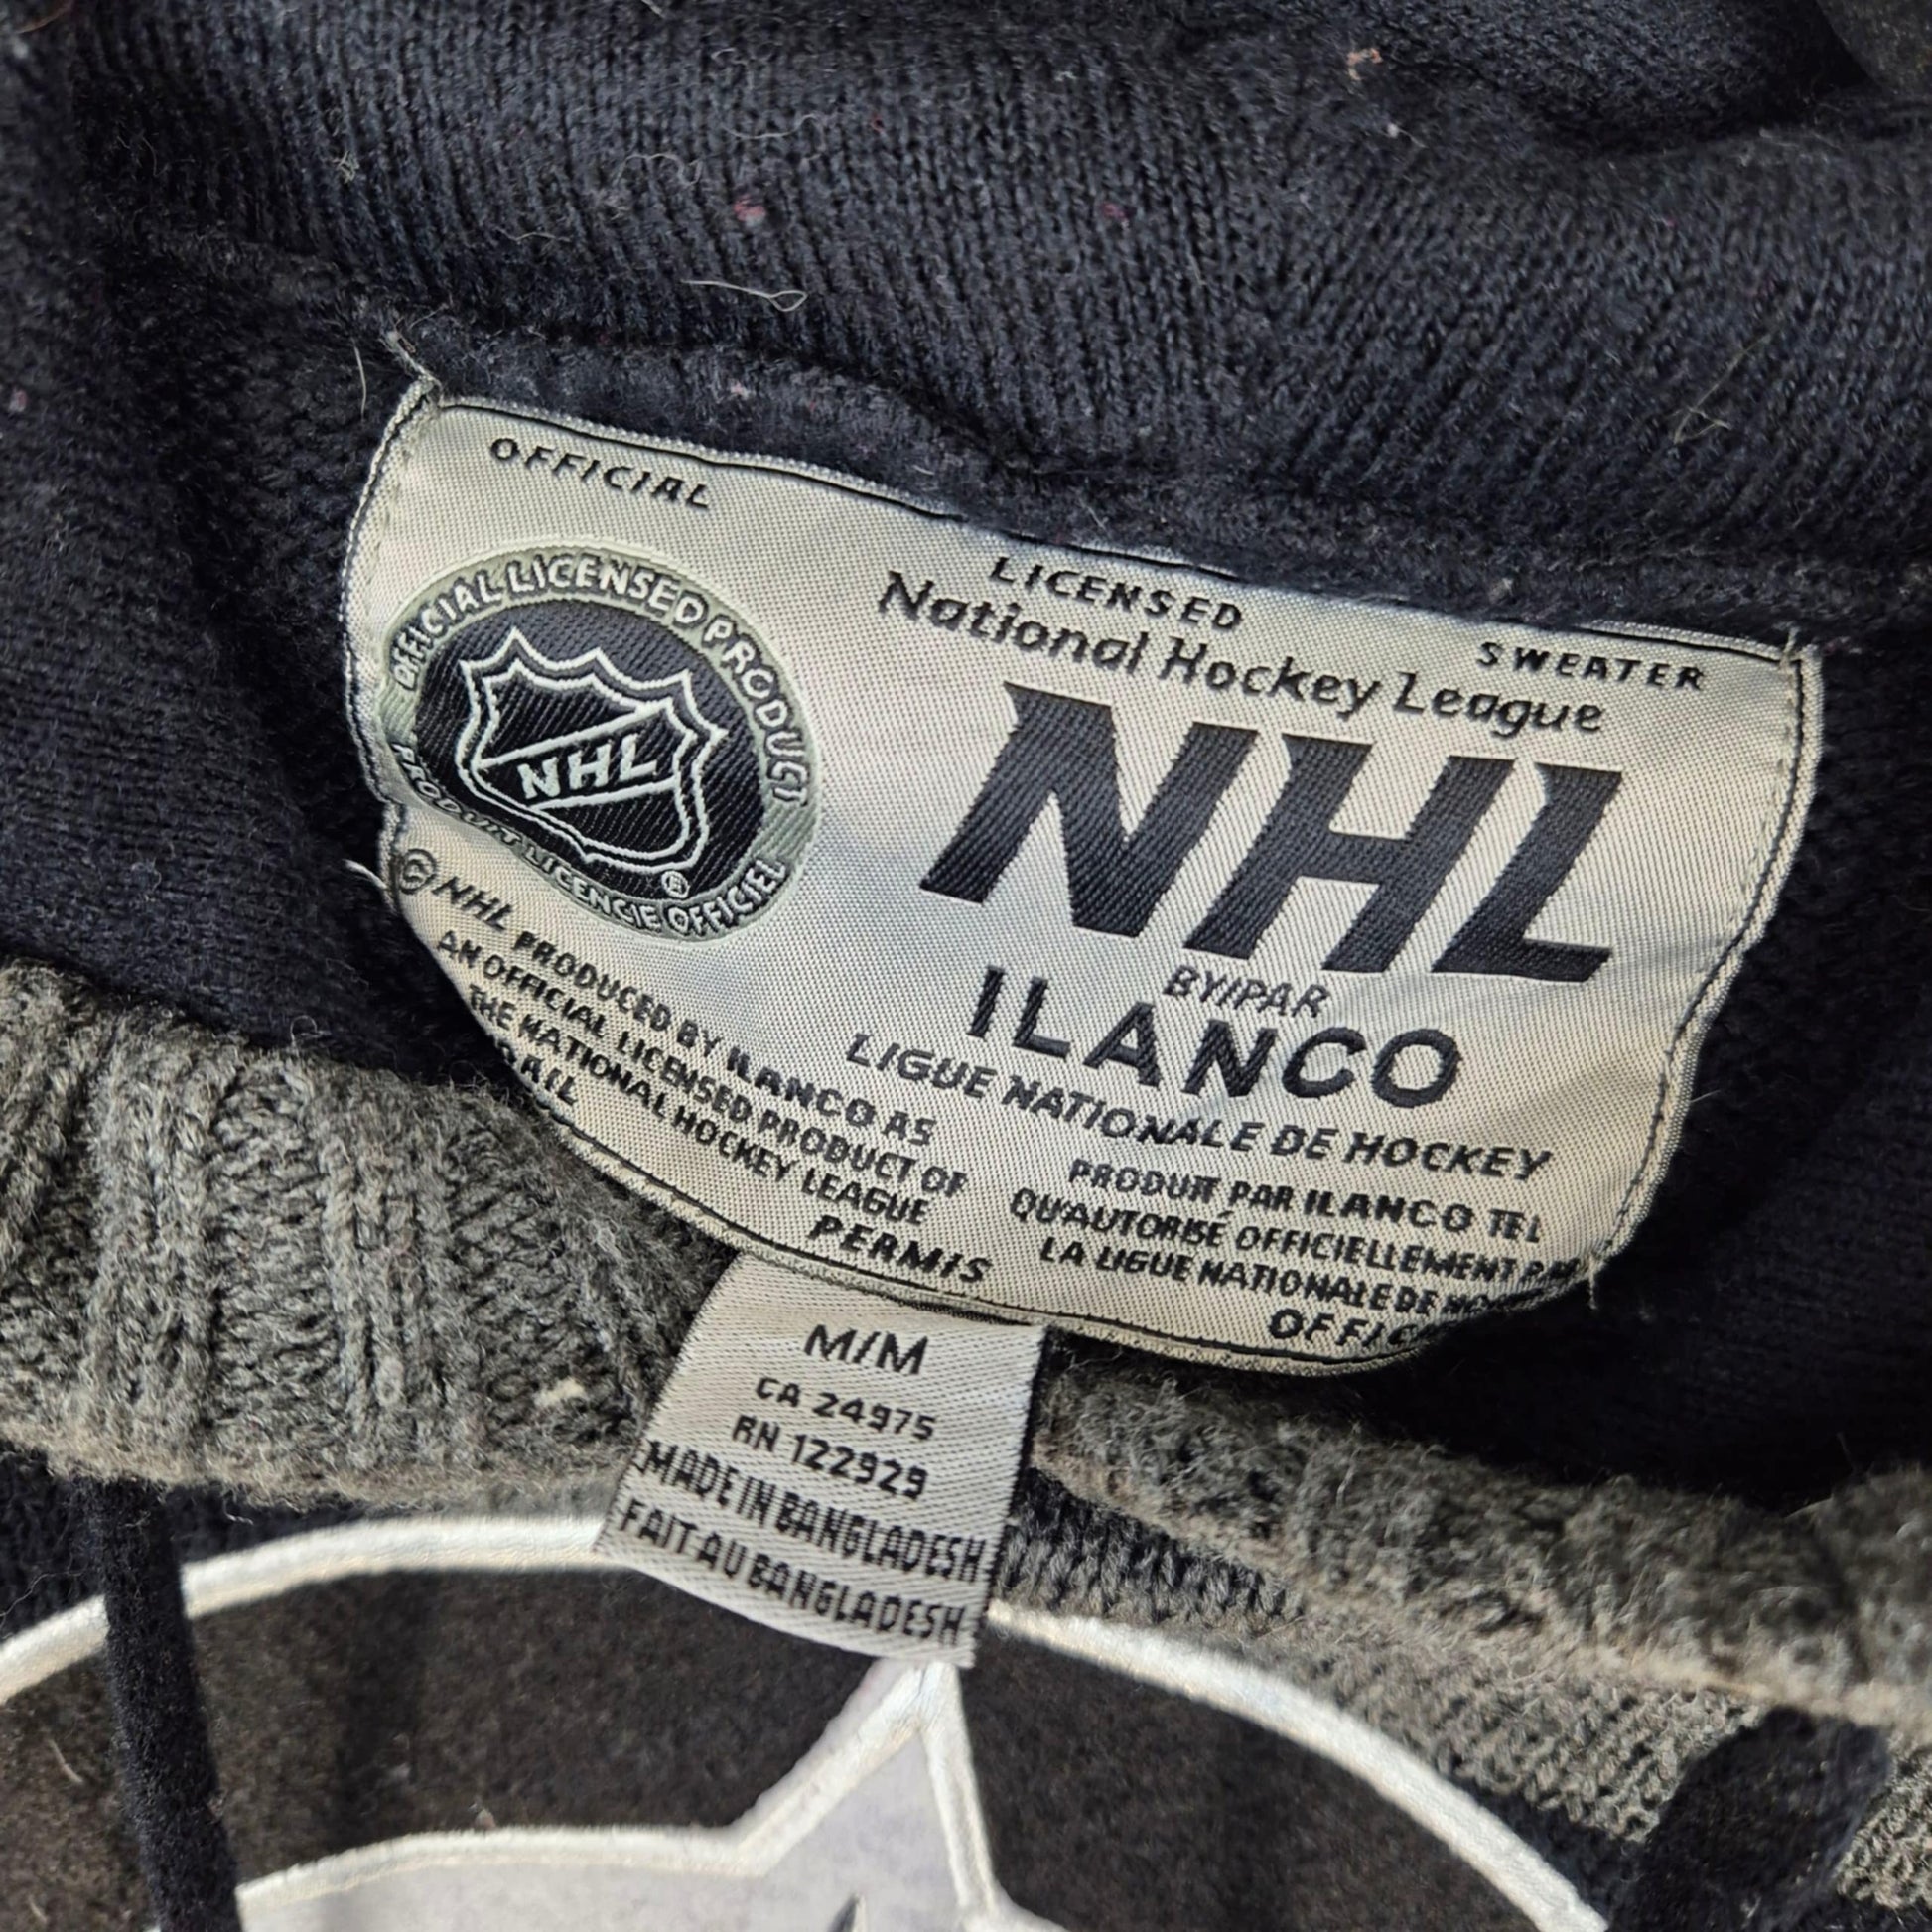 OFFICIAL LICENSED SWEATER
OFFICIAL LICENSED PRODUCT
NHL
®
PRODUIT LICENCIE OFFICIEL
National Hockey League
NHL
BY/PAR
ILANCO
LIGUE NATIONALE DE HOCKEY
© NHL PRODUCED BY ILANCO AS
AN OFFICIAL LICENSED PRODUCT OF
THE NATIONAL HOCKEY LEAGUE
PRODUIT PAR ILANCO TEL
QU'AUTORISÉ OFFICIELLEMENT PAR
LA LIGUE NATIONALE DE
PERMIS
M/M
CA 24975
RN 122929
MADE IN BANGLADESH
FAIT AU BANGLADESH